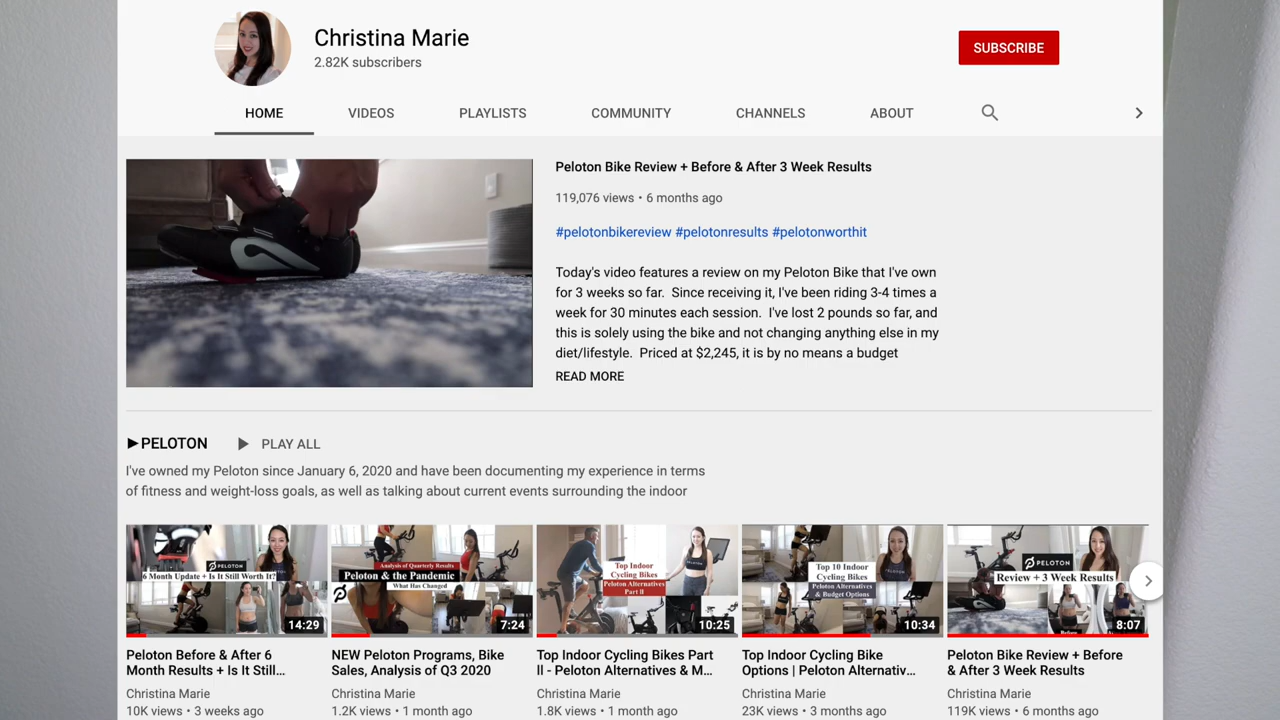 Christina Marie
2.82K subscribers
SUBSCRIBE
HOME
VIDEOS
PLAYLISTS
COMMUNITY
CHANNELS
ABOUT
Peloton Bike Review + Before & After 3 Week Results
119,076 views • 6 months ago
#pelotonbikereview #pelotonresults #pelotonworthit
Today's video features a review on my Peloton Bike that I've own
for 3 weeks so far. Since receiving it, I've been riding 3-4 times a
week for 30 minutes each session. I've lost 2 pounds so far, and
this is solely using the bike and not changing anything else in my
diet/lifestyle. Priced at $2,245, it is by no means a budget
READ MORE
►PELOTON
PLAY ALL
I've owned my Peloton since January 6, 2020 and have been documenting my experience in terms
of fitness and weight-loss goals, as well as talking about current events surrounding the indoor
PELOTON
6 Month Update + Is It Still Worth It?
14:29
Analysis of Quarterly Results
Peloton & the Pandemic
What Has Changed
7:24
Top Indoor
Cycling Bikes
Peloton Alternatives
Part II
10:25
Top 10 Indoor
Cycling Bikes
Peloton Alternatives
& Budget Options
10:34
PELOTON
Review + 3 Week Results
Before
8:07
Peloton Before & After 6
Month Results + Is It Still...
Christina Marie
10K views • 3 weeks ago
NEW Peloton Programs, Bike
Sales, Analysis of Q3 2020
Christina Marie
1.2K views • 1 month ago
Top Indoor Cycling Bikes Part
II - Peloton Alternatives & M...
Christina Marie
1.8K views • 1 month ago
Top Indoor Cycling Bike
Options | Peloton Alternativ...
Christina Marie
23K views • 3 months ago
Peloton Bike Review + Before
& After 3 Week Results
Christina Marie
119K views • 6 months ago